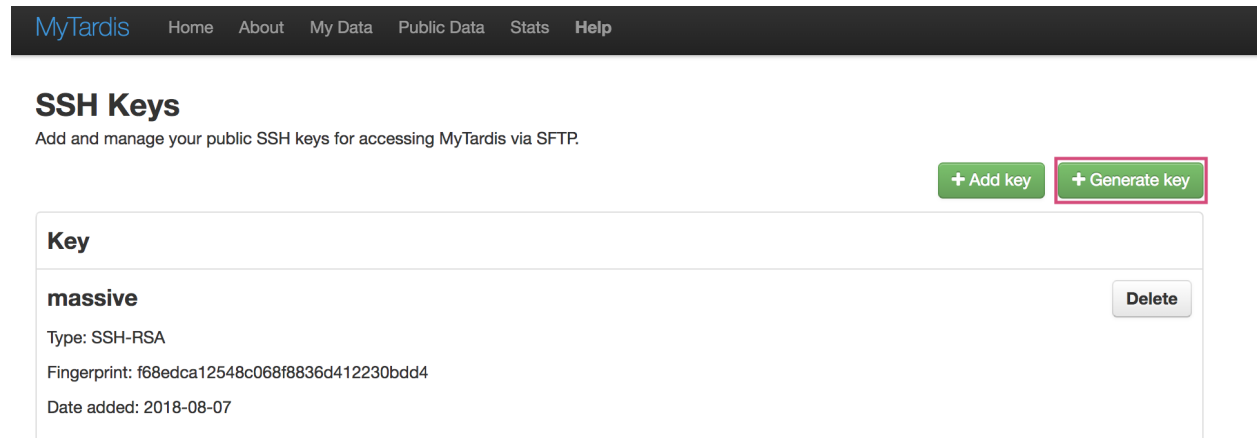 MyTardis Home About My Data Public Data Stats Help
SSH Keys
Add and manage your public SSH keys for accessing MyTardis via SFTP.
+ Add key + Generate key
Key
massive Delete
Type: SSH-RSA
Fingerprint: f68edca12548c068f8836d412230bdd4
Date added: 2018-08-07